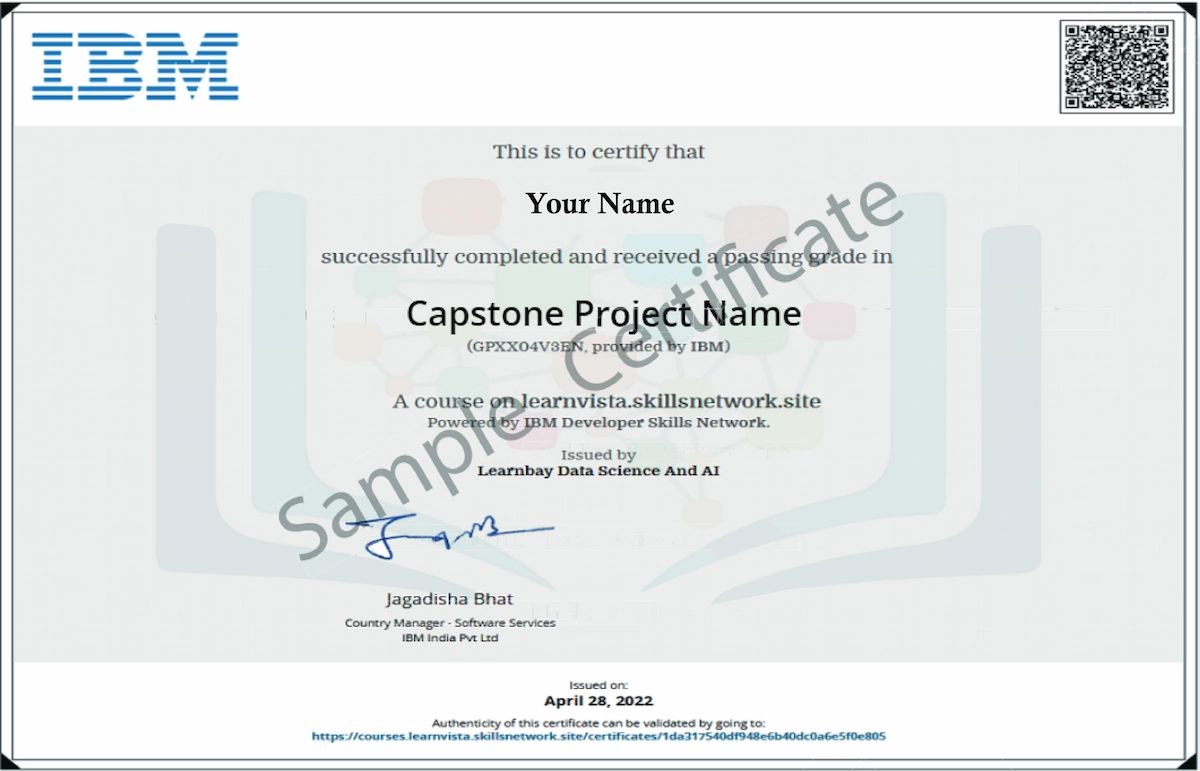 IBM
This is to certify that
Your Name
successfully completed and received a passing grade in
Capstone Project Name
(GPXX04V3EN, provided by IBM)
A course on learnvista.skillsnetwork.site
Powered by IBM Developer Skills Network.
Issued by
Learnbay Data Science And AI
Sample Certificate
Jagadisha Bhat
Country Manager - Software Services
IBM India Pvt Ltd
Issued on:
April 28, 2022
Authenticity of this certificate can be validated by going to:
https://courses.learnvista.skillsnetwork.site/certificates/1da317540df948e6b40dc0a6e5f0e805